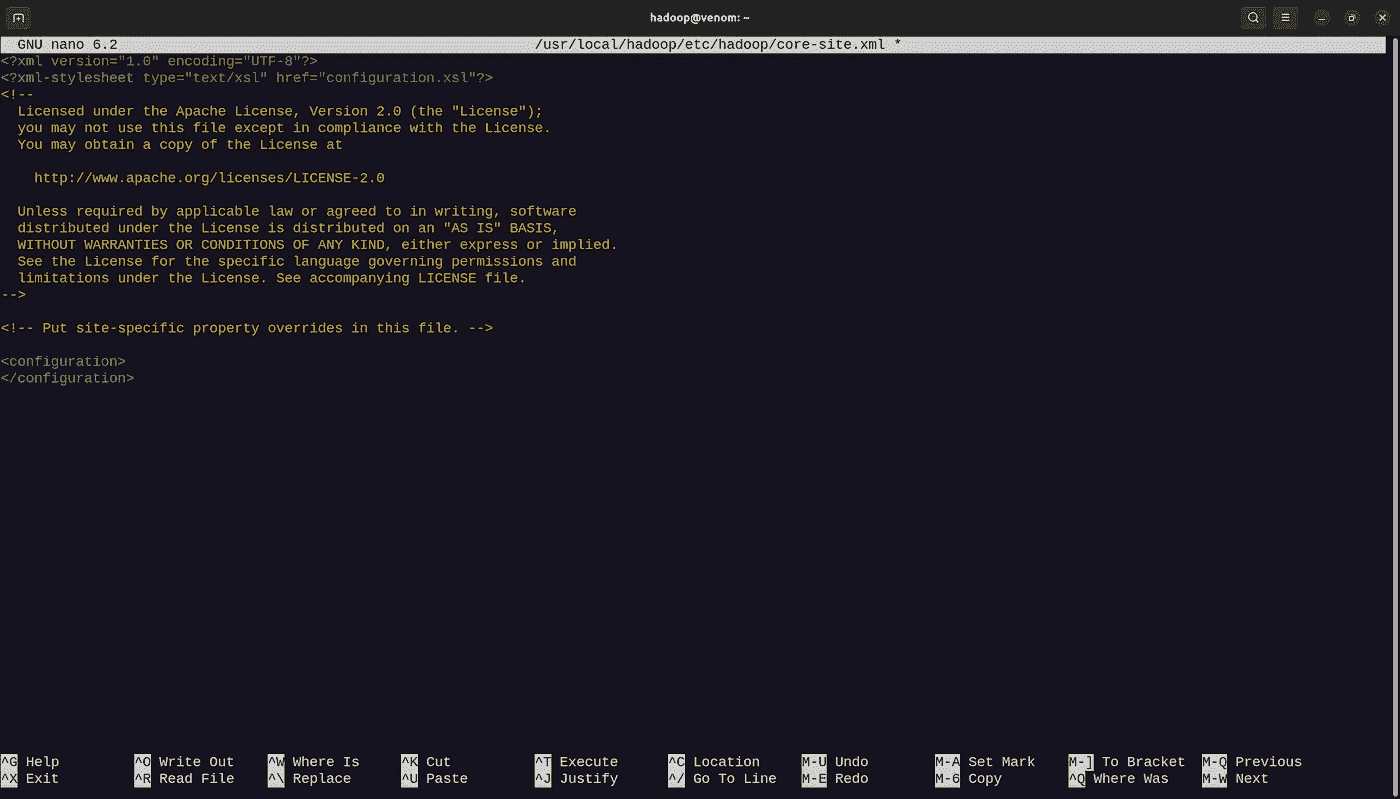 hadoop@venom: ~
GNU nano 6.2 /usr/local/hadoop/etc/hadoop/core-site.xml *
<?xml version="1.0" encoding="UTF-8"?>
<?xml-stylesheet type="text/xsl" href="configuration.xsl"?>
<!--
  Licensed under the Apache License, Version 2.0 (the "License");
  you may not use this file except in compliance with the License.
  You may obtain a copy of the License at

    http://www.apache.org/licenses/LICENSE-2.0

  Unless required by applicable law or agreed to in writing, software
  distributed under the License is distributed on an "AS IS" BASIS,
  WITHOUT WARRANTIES OR CONDITIONS OF ANY KIND, either express or implied.
  See the License for the specific language governing permissions and
  limitations under the License. See accompanying LICENSE file.
-->

<!-- Put site-specific property overrides in this file. -->

<configuration>
</configuration>
^G Help ^O Write Out ^W Where Is ^K Cut ^T Execute ^C Location M-U Undo M-A Set Mark M-] To Bracket M-Q Previous
^X Exit ^R Read File ^\ Replace ^U Paste ^J Justify ^/ Go To Line M-E Redo M-6 Copy ^Q Where Was M-W Next